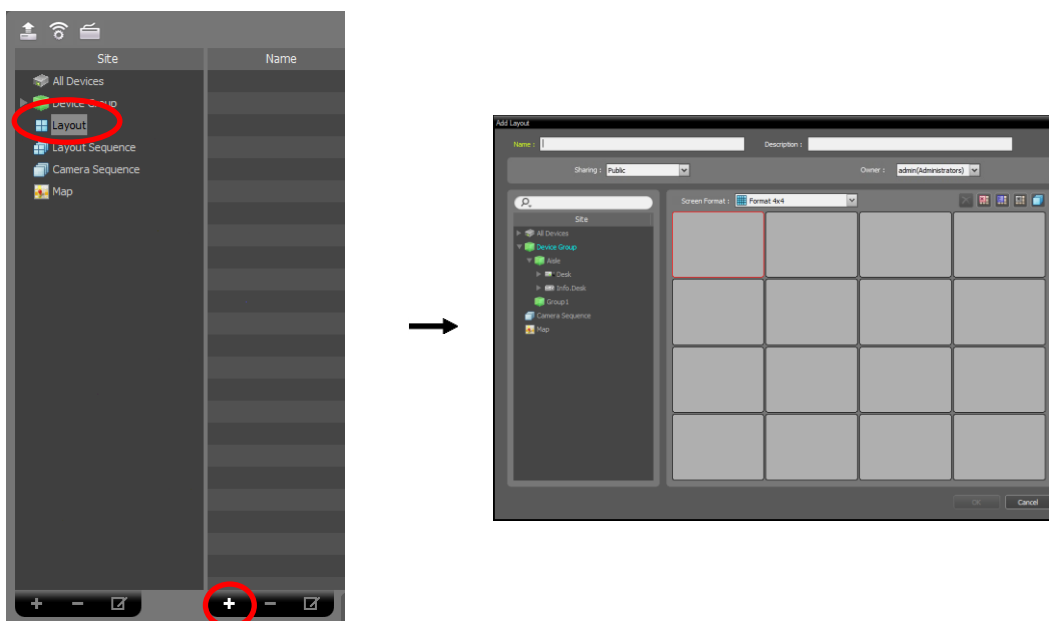 Site
Name
All Devices
Device Group
Layout
Layout Sequence
Camera Sequence
Map
Add Layout
Name :
Description :
Sharing : Public
Owner : admin(Administrators)
Screen Format : Format 4x4
Site
All Devices
Device Group
Aisle
Desk
Info.Desk
Group1
Camera Sequence
Map
OK
Cancel